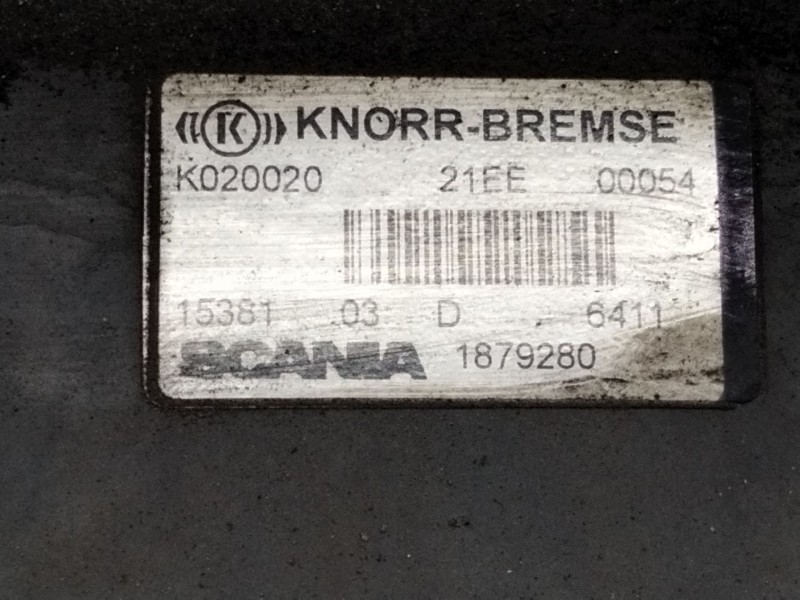 K KNORR-BREMSE
K020020 21EE 00054
15381 03 D 6411
SCANIA 1879280